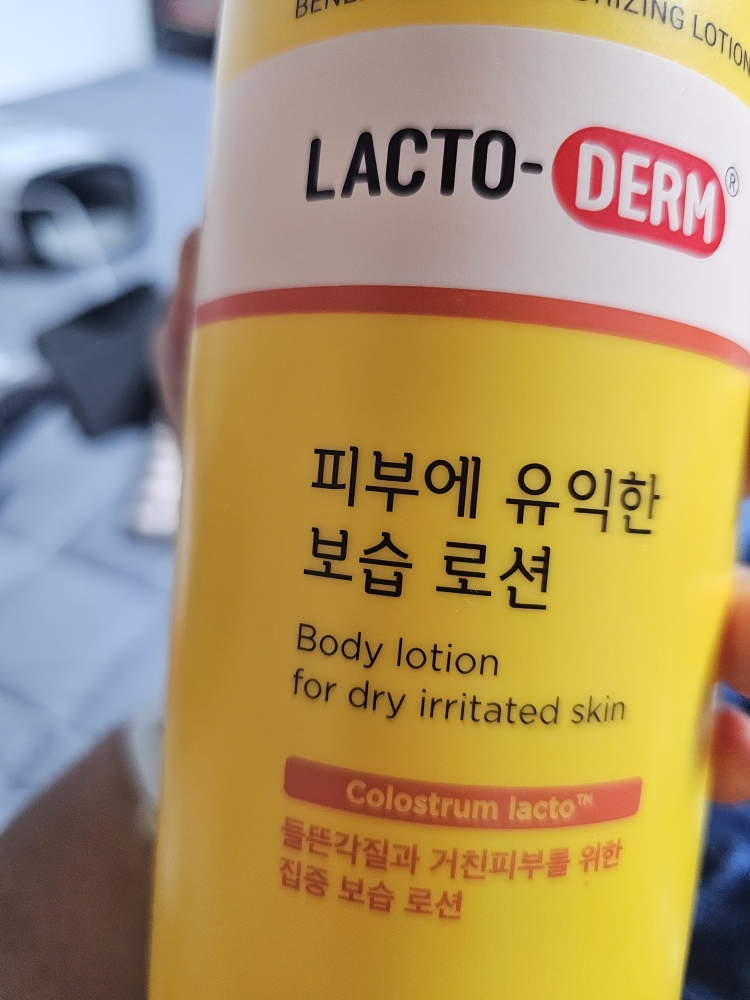 MOISTURIZING LOTION
LACTO-DERM®
피부에 유익한
보습 로션
Body lotion
for dry irritated skin
Colostrum lacto™
들뜬각질과 거친피부를 위한
집중 보습 로션